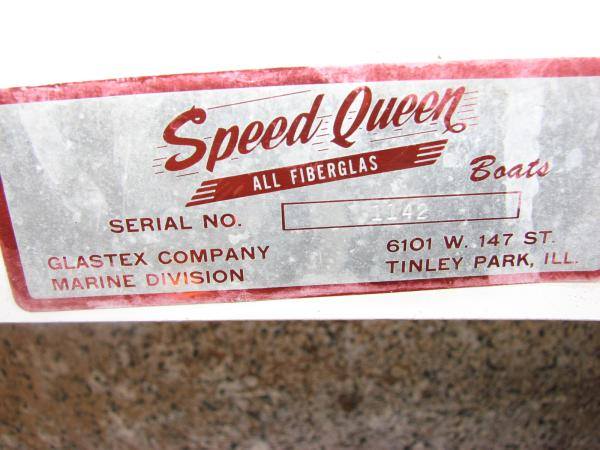 Speed Queen
ALL FIBERGLAS
Boats
SERIAL NO. 1142
GLASTEX COMPANY
MARINE DIVISION
6101 W. 147 ST.
TINLEY PARK, ILL.